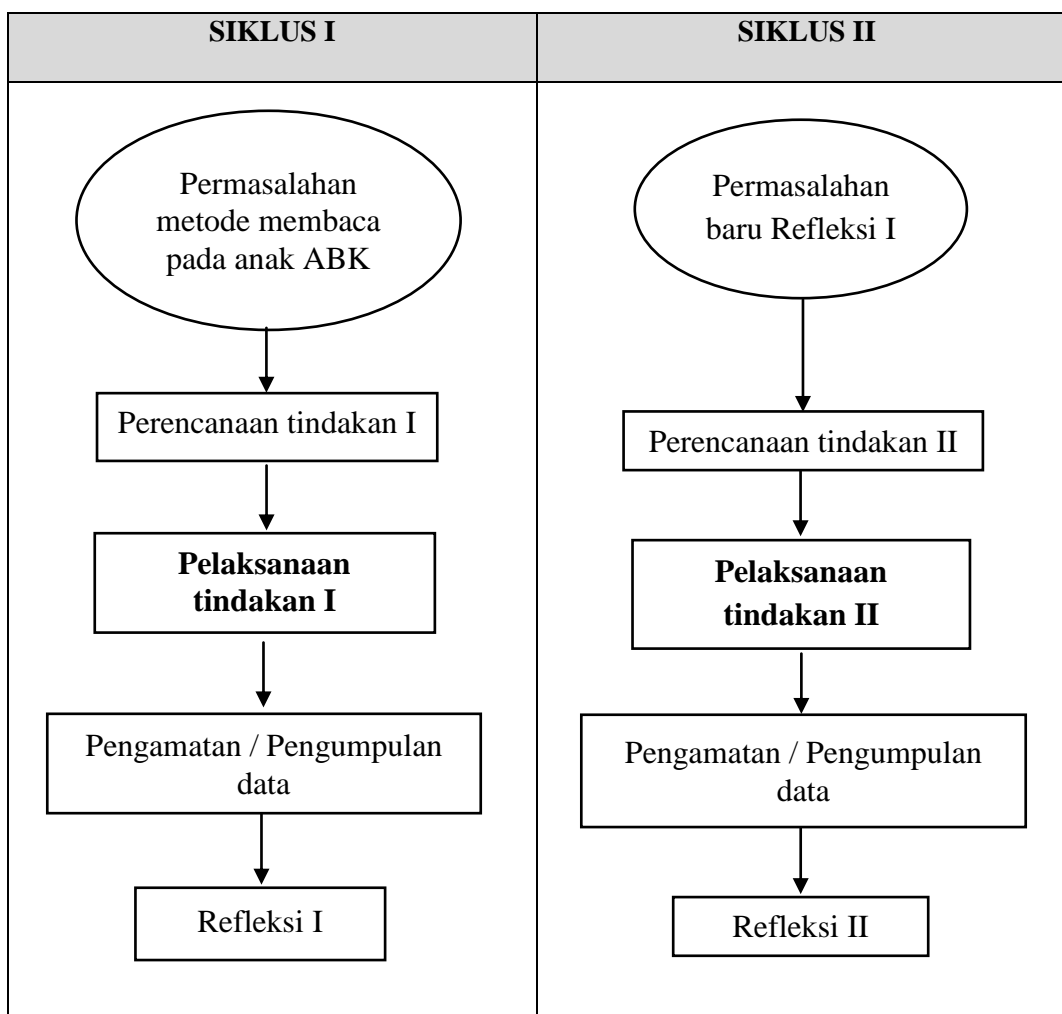 SIKLUS I
SIKLUS II
Permasalahan
metode membaca
pada anak ABK
Perencanaan tindakan I
Pelaksanaan
tindakan I
Pengamatan / Pengumpulan
data
Refleksi I
Permasalahan
baru Refleksi I
Perencanaan tindakan II
Pelaksanaan
tindakan II
Pengamatan / Pengumpulan
data
Refleksi II